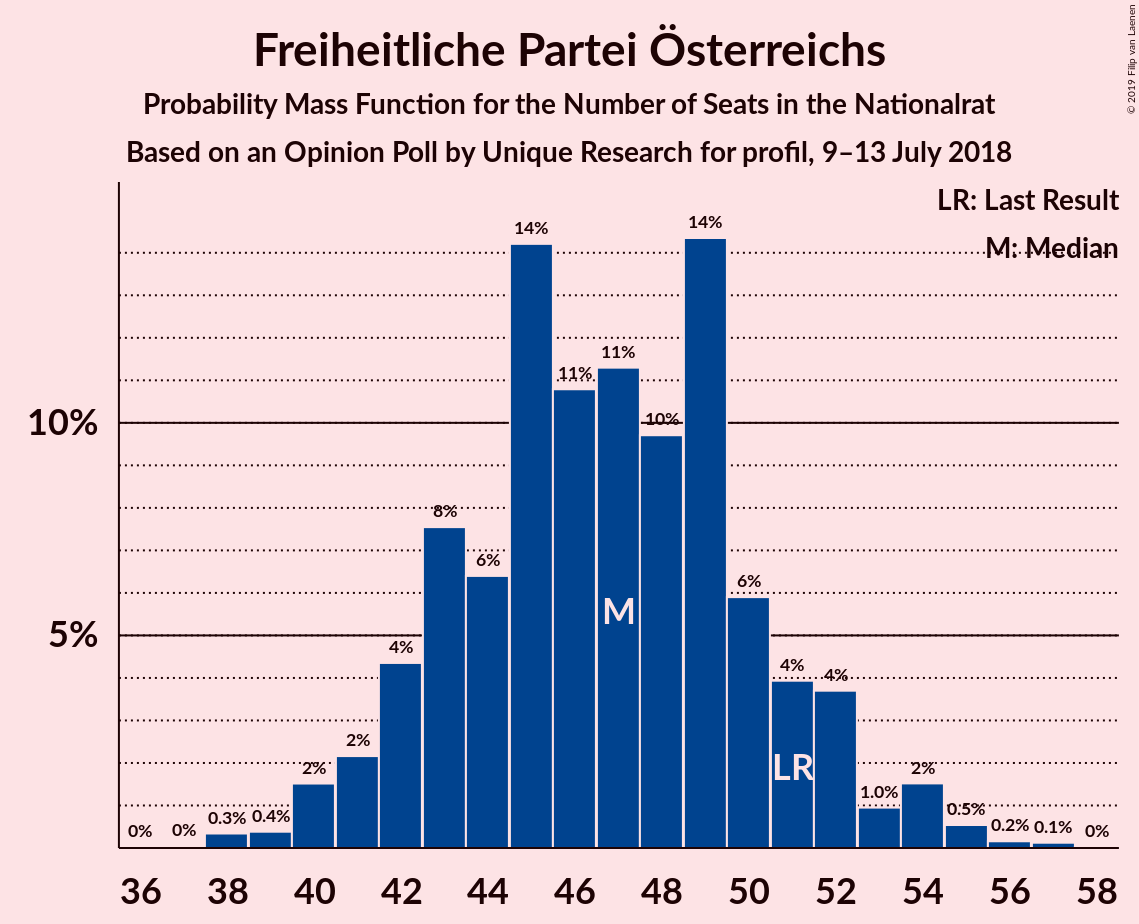 Freiheitliche Partei Österreichs
Probability Mass Function for the Number of Seats in the Nationalrat
Based on an Opinion Poll by Unique Research for profil, 9–13 July 2018
© 2019 Filip van Laenen
LR: Last Result
M: Median
10%
5%
0% 0% 0.3% 0.4% 2% 2% 4% 8% 6% 14% 11% 11% 10% 14% 6% 4% 4% 1.0% 2% 0.5% 0.2% 0.1% 0%
M
LR
36 38 40 42 44 46 48 50 52 54 56 58